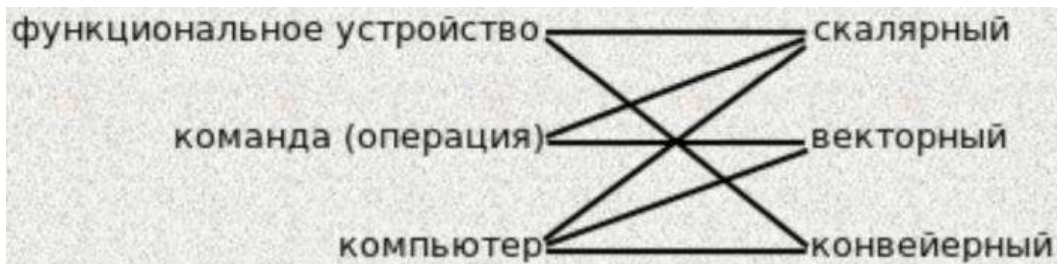 функциональное устройство скалярный
команда (операция) векторный
компьютер конвейерный